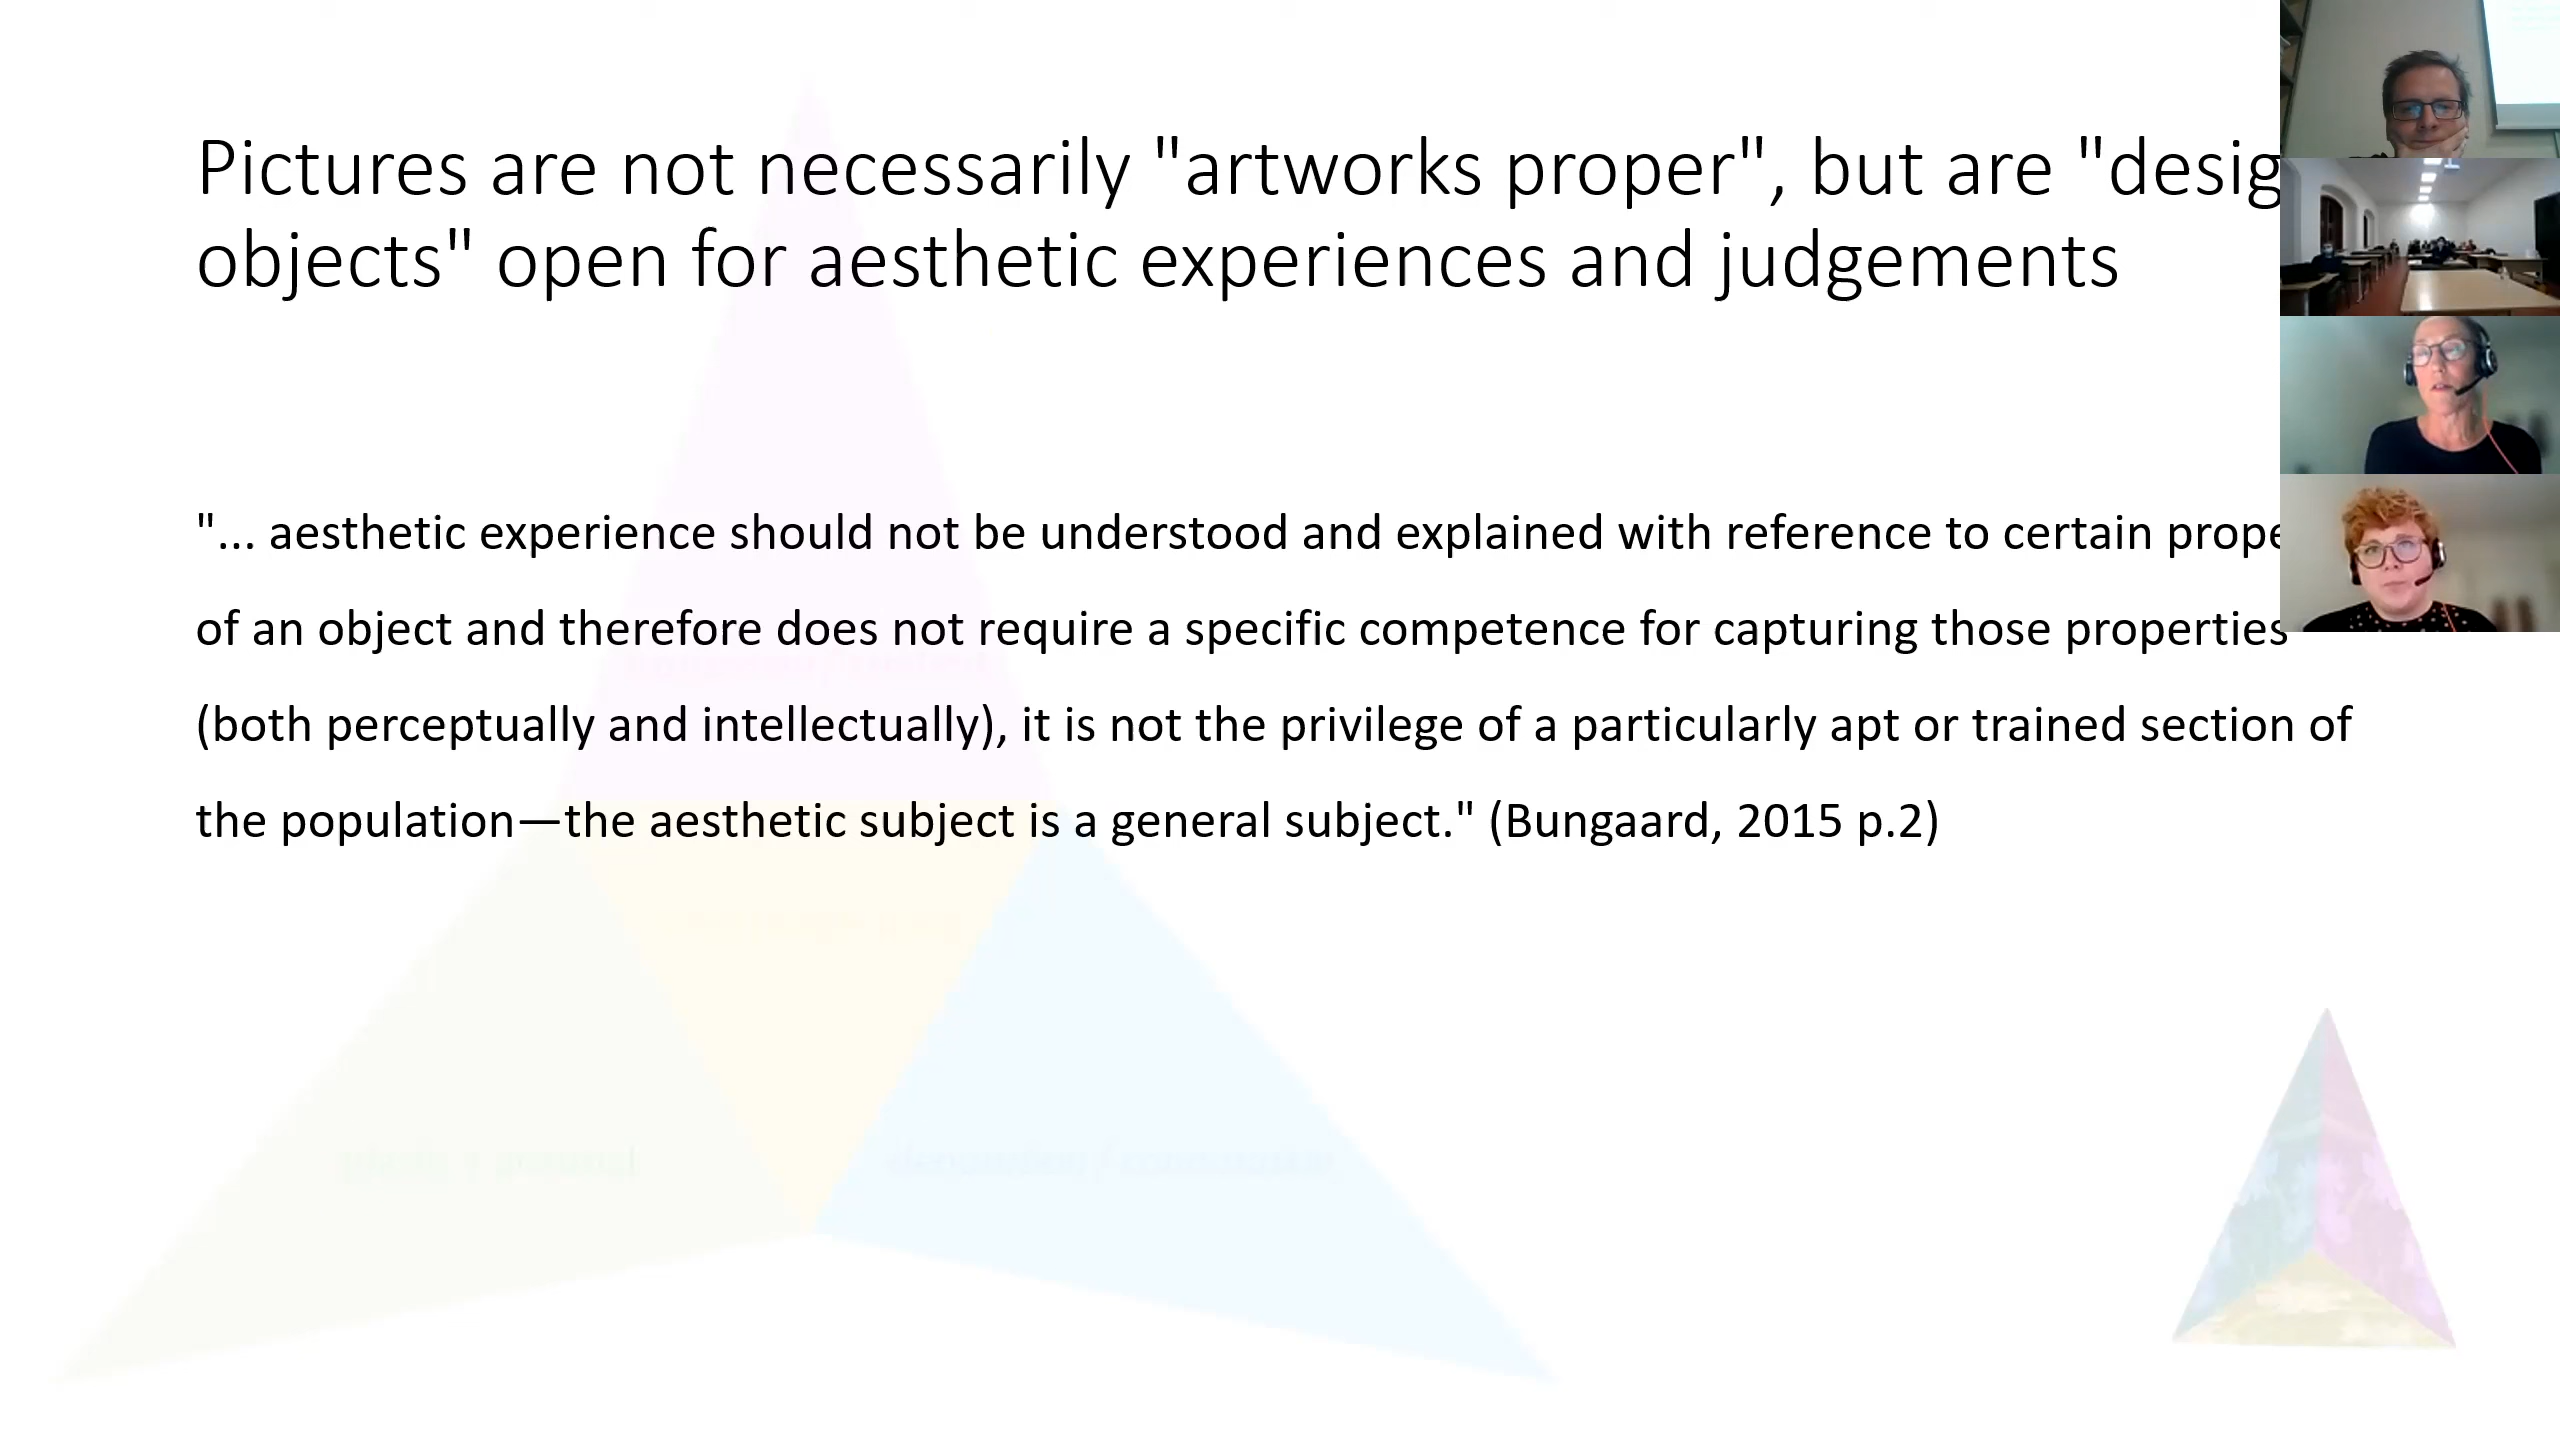 Pictures are not necessarily "artworks proper", but are "desig
objects" open for aesthetic experiences and judgements
"... aesthetic experience should not be understood and explained with reference to certain prope
of an object and therefore does not require a specific competence for capturing those properties
(both perceptually and intellectually), it is not the privilege of a particularly apt or trained section of
the population—the aesthetic subject is a general subject." (Bungaard, 2015 p.2)